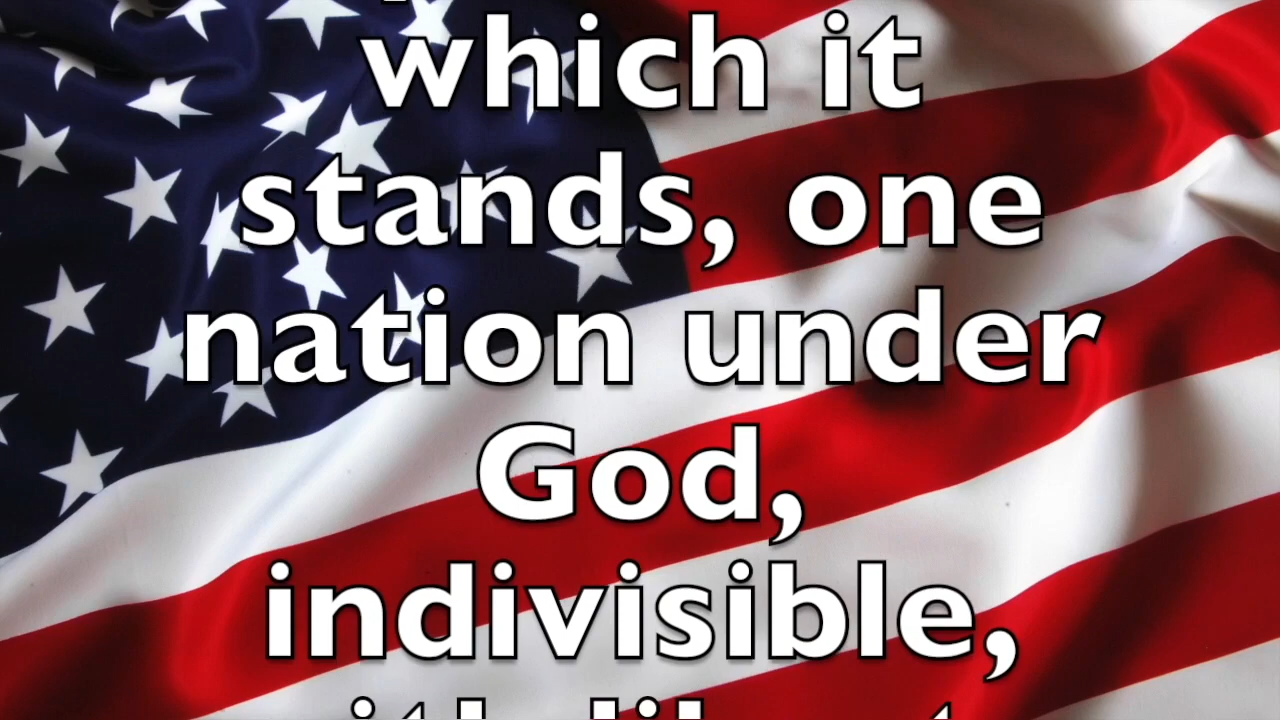 which it
stands, one
nation under
God,
indivisible,